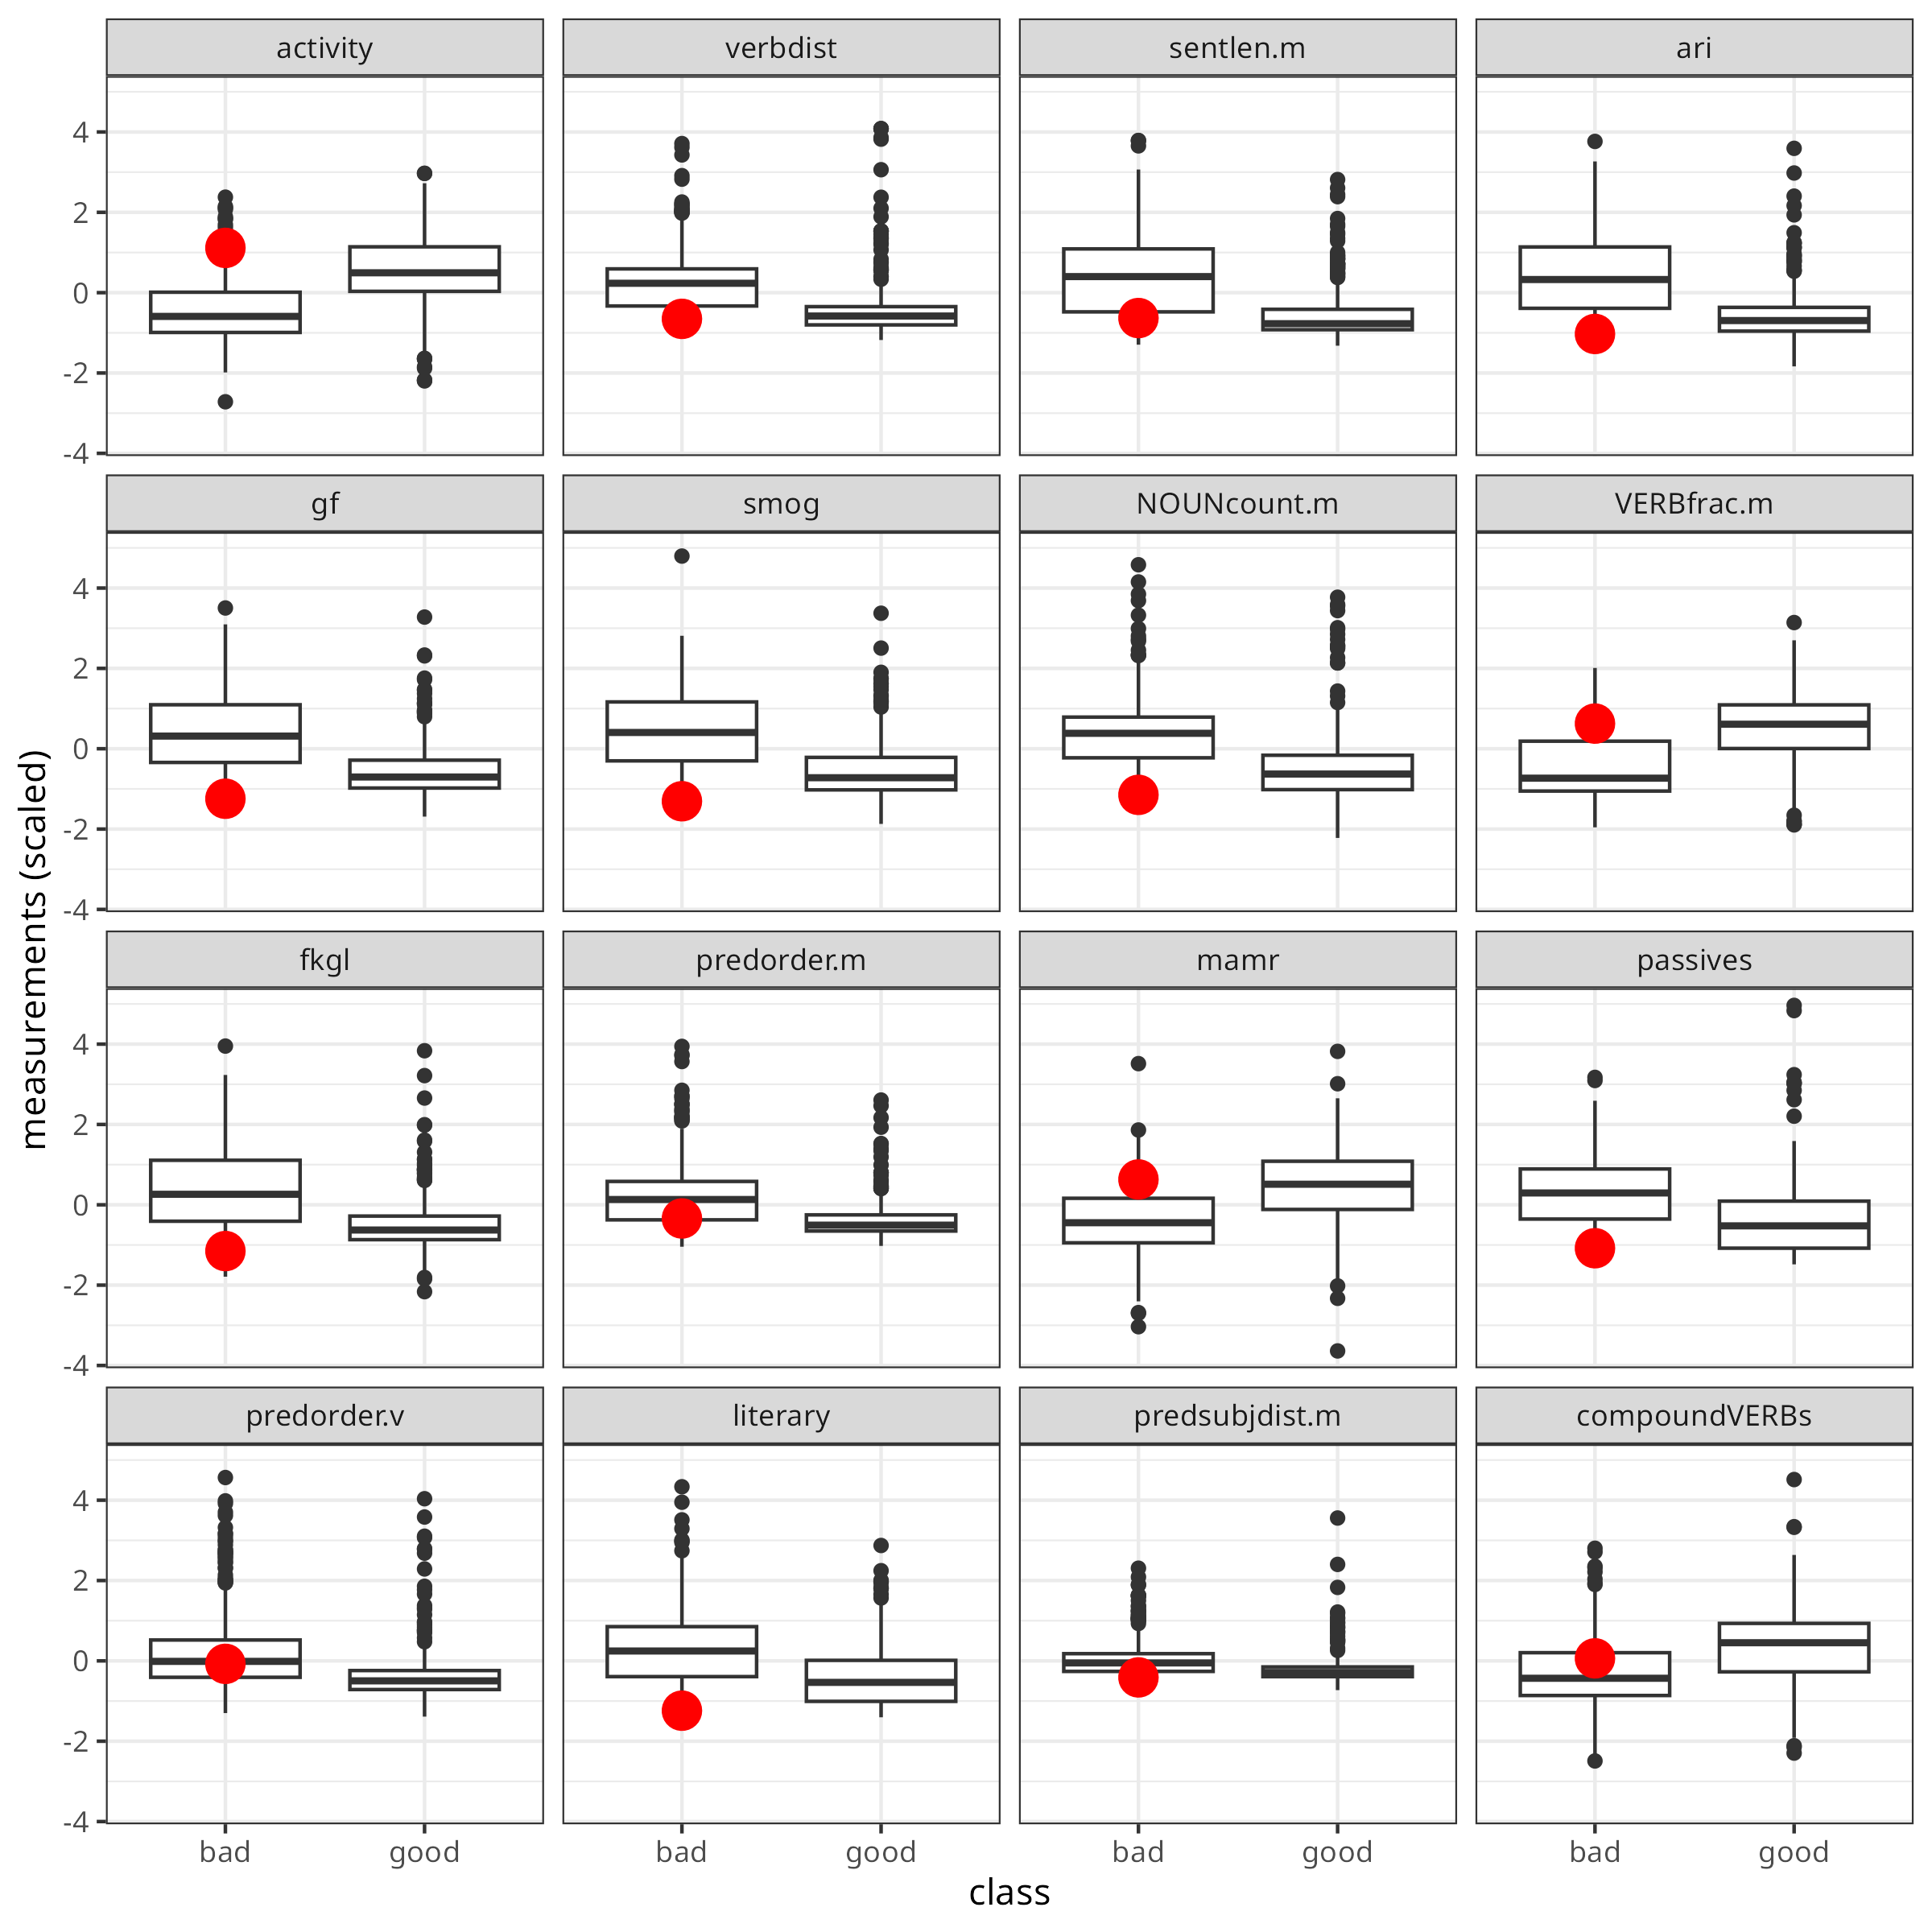 activity verbdist sentlen.m ari
4
2
0
-2
-4
gf smog NOUNcount.m VERBfrac.m
4
2
0
-2
-4
measurements (scaled)
fkgl predorder.m mamr passives
4
2
0
-2
-4
predorder.v literary predsubjdist.m compoundVERBs
4
2
0
-2
-4
bad good bad good bad good bad good
class